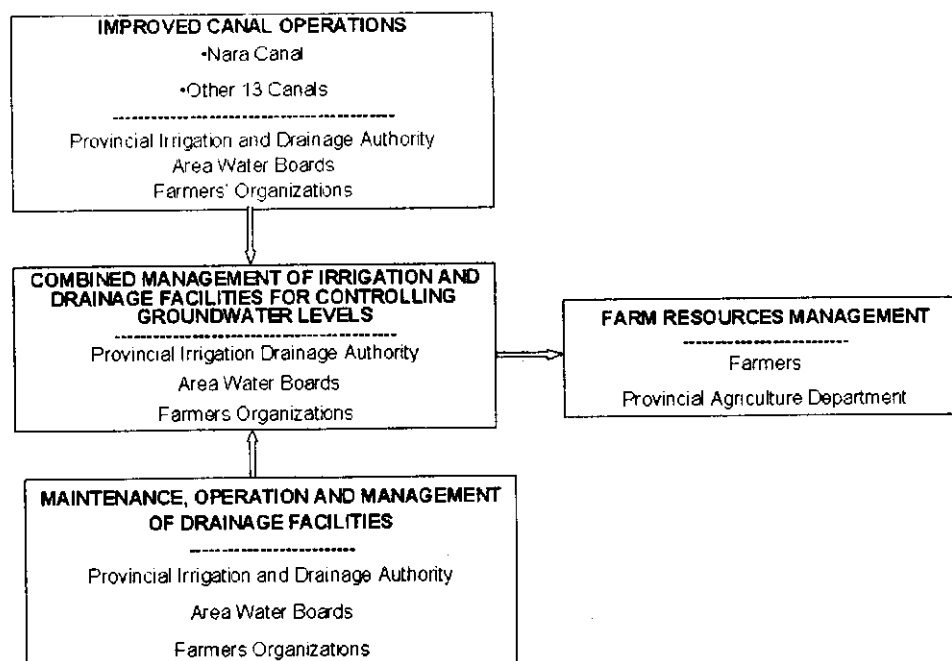 IMPROVED CANAL OPERATIONS
•Nara Canal
•Other 13 Canals
Provincial Irrigation and Drainage Authority
Area Water Boards
Farmers' Organizations
COMBINED MANAGEMENT OF IRRIGATION AND
DRAINAGE FACILITIES FOR CONTROLLING
GROUNDWATER LEVELS
Provincial Irrigation Drainage Authority
Area Water Boards
Farmers Organizations
FARM RESOURCES MANAGEMENT
Farmers
Provincial Agriculture Department
MAINTENANCE, OPERATION AND MANAGEMENT
OF DRAINAGE FACILITIES
Provincial Irrigation and Drainage Authority
Area Water Boards
Farmers Organizations